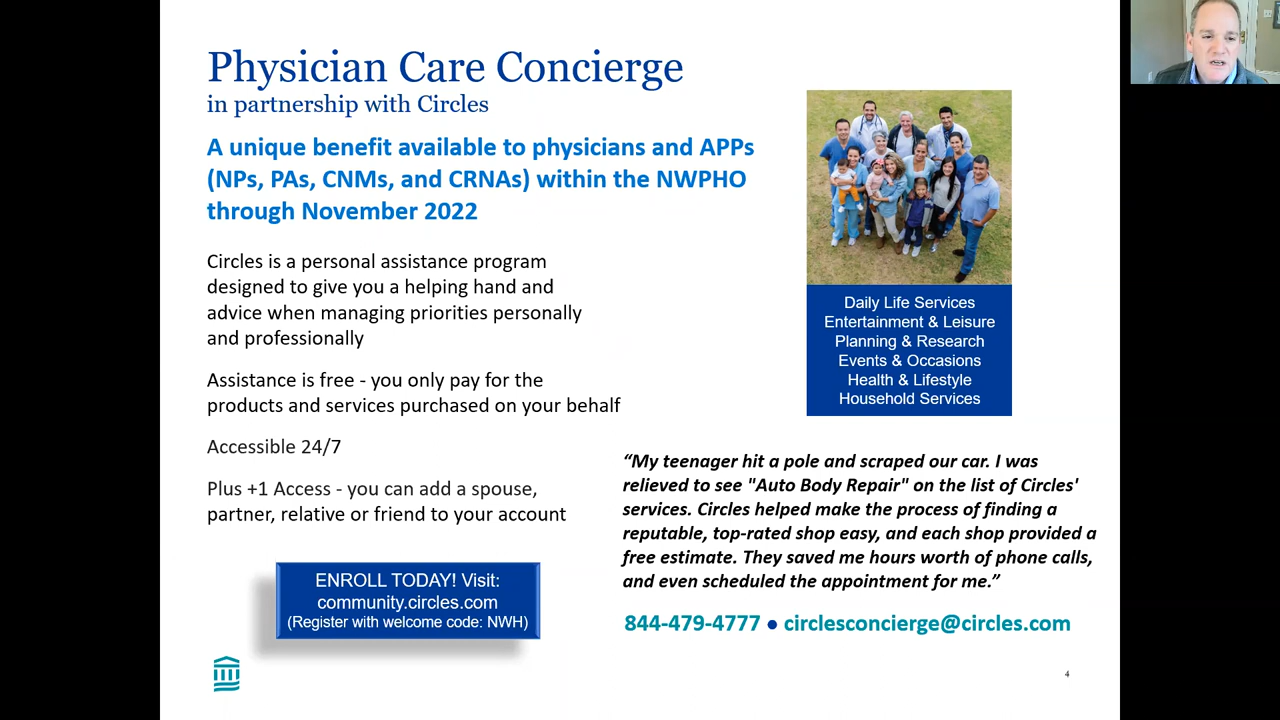 Physician Care Concierge
in partnership with Circles
A unique benefit available to physicians and APPs
(NPs, PAs, CNMs, and CRNAs) within the NWPHO
through November 2022
Circles is a personal assistance program
designed to give you a helping hand and
advice when managing priorities personally
and professionally
Assistance is free - you only pay for the
products and services purchased on your behalf
Accessible 24/7
Plus +1 Access - you can add a spouse,
partner, relative or friend to your account
ENROLL TODAY! Visit:
community.circles.com
(Register with welcome code: NWH)
Daily Life Services
Entertainment & Leisure
Planning & Research
Events & Occasions
Health & Lifestyle
Household Services
“My teenager hit a pole and scraped our car. I was
relieved to see "Auto Body Repair" on the list of Circles'
services. Circles helped make the process of finding a
reputable, top-rated shop easy, and each shop provided a
free estimate. They saved me hours worth of phone calls,
and even scheduled the appointment for me.”
844-479-4777 ● circlesconcierge@circles.com
4